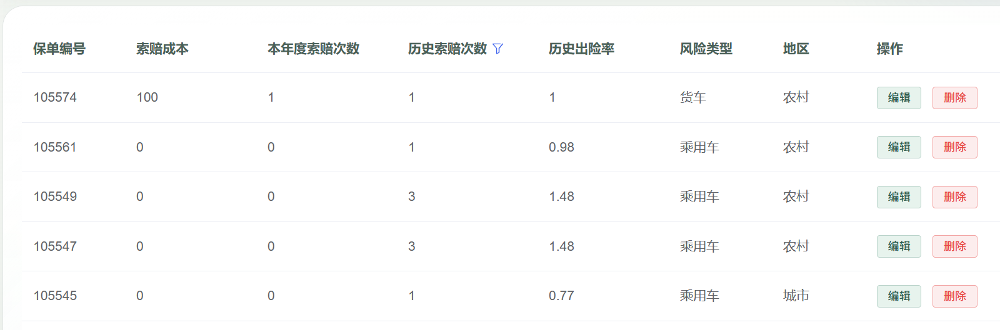 保单编号 索赔成本 本年度索赔次数 历史索赔次数 历史出险率 风险类型 地区 操作
105574 100 1 1 1 货车 农村 编辑 删除
105561 0 0 1 0.98 乘用车 农村 编辑 删除
105549 0 0 3 1.48 乘用车 农村 编辑 删除
105547 0 0 3 1.48 乘用车 农村 编辑 删除
105545 0 0 1 0.77 乘用车 城市 编辑 删除